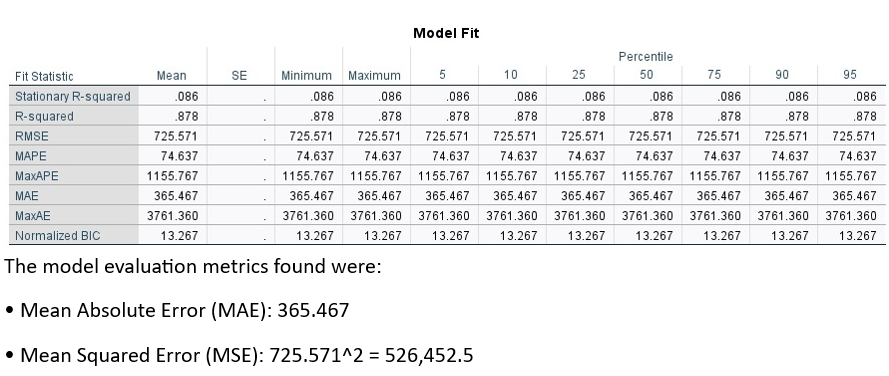 Model Fit
Percentile
Fit Statistic Mean SE Minimum Maximum 5 10 25 50 75 90 95
Stationary R-squared .086 . .086 .086 .086 .086 .086 .086 .086 .086 .086
R-squared .878 . .878 .878 .878 .878 .878 .878 .878 .878 .878
RMSE 725.571 . 725.571 725.571 725.571 725.571 725.571 725.571 725.571 725.571 725.571
MAPE 74.637 . 74.637 74.637 74.637 74.637 74.637 74.637 74.637 74.637 74.637
MaxAPE 1155.767 . 1155.767 1155.767 1155.767 1155.767 1155.767 1155.767 1155.767 1155.767 1155.767
MAE 365.467 . 365.467 365.467 365.467 365.467 365.467 365.467 365.467 365.467 365.467
MaxAE 3761.360 . 3761.360 3761.360 3761.360 3761.360 3761.360 3761.360 3761.360 3761.360 3761.360
Normalized BIC 13.267 . 13.267 13.267 13.267 13.267 13.267 13.267 13.267 13.267 13.267
The model evaluation metrics found were:
• Mean Absolute Error (MAE): 365.467
• Mean Squared Error (MSE): 725.571^2 = 526,452.5